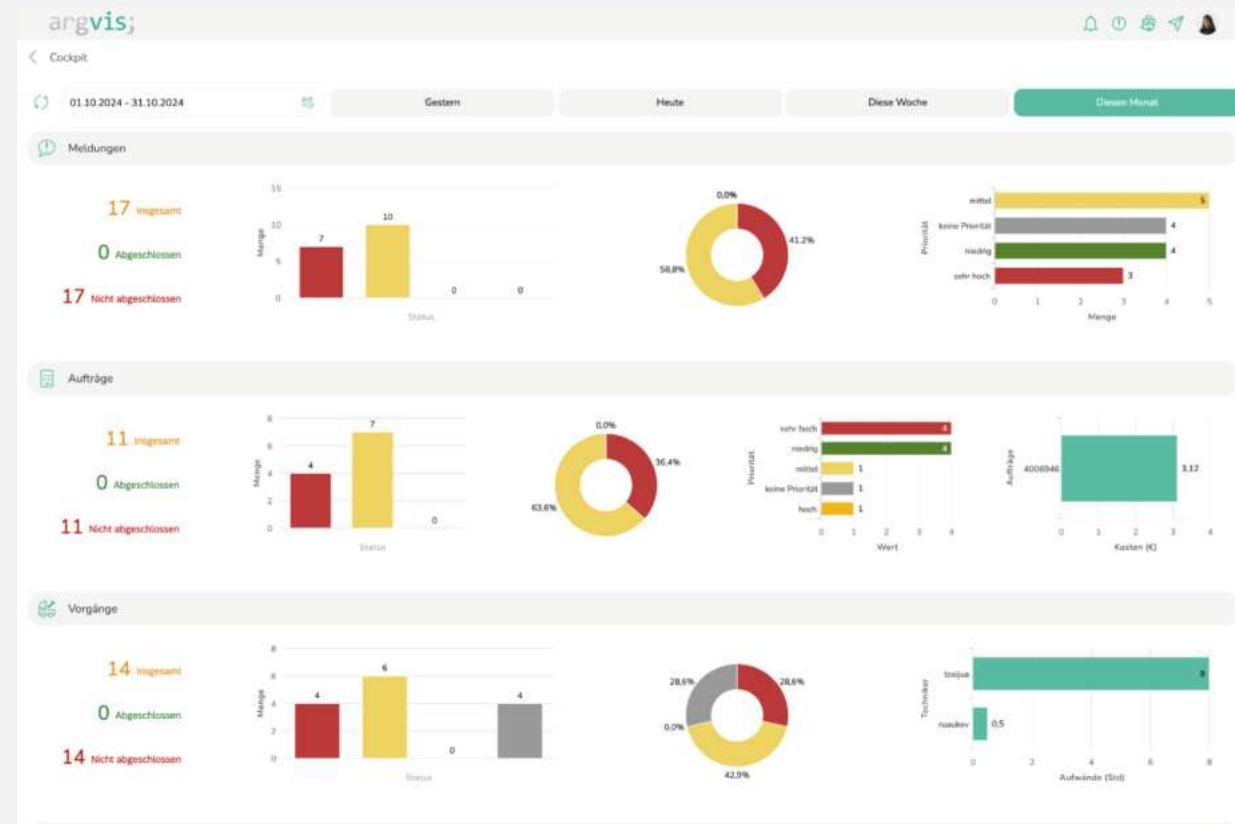 argvis;
Cockpit
01.10.2024 - 31.10.2024
Gestern
Heute
Diese Woche
Diesen Monat
Meldungen
17 Insgesamt
0 Abgeschlossen
17 Nicht abgeschlossen
Menge
15
10
5
0
7
10
0
0
Status
0,0%
41,2%
58,8%
Priorität
mittel
5
keine Priorität
4
niedrig
4
sehr hoch
3
0 1 2 3 4 5
Menge
Aufträge
11 Insgesamt
0 Abgeschlossen
11 Nicht abgeschlossen
Menge
8
6
4
2
0
4
7
0
Status
0,0%
36,4%
63,6%
Priorität
sehr hoch
4
niedrig
4
mittel
1
keine Priorität
1
hoch
1
0 1 2 3 4
Wert
Aufträge
4006946
3,12
0 1 2 3 4
Kosten (€)
Vorgänge
14 Insgesamt
0 Abgeschlossen
14 Nicht abgeschlossen
Menge
8
6
4
2
0
4
6
0
4
Status
28,6%
28,6%
0,0%
42,9%
Techniker
8
0,5
0 2 4 6 8
Aufwände (Std)